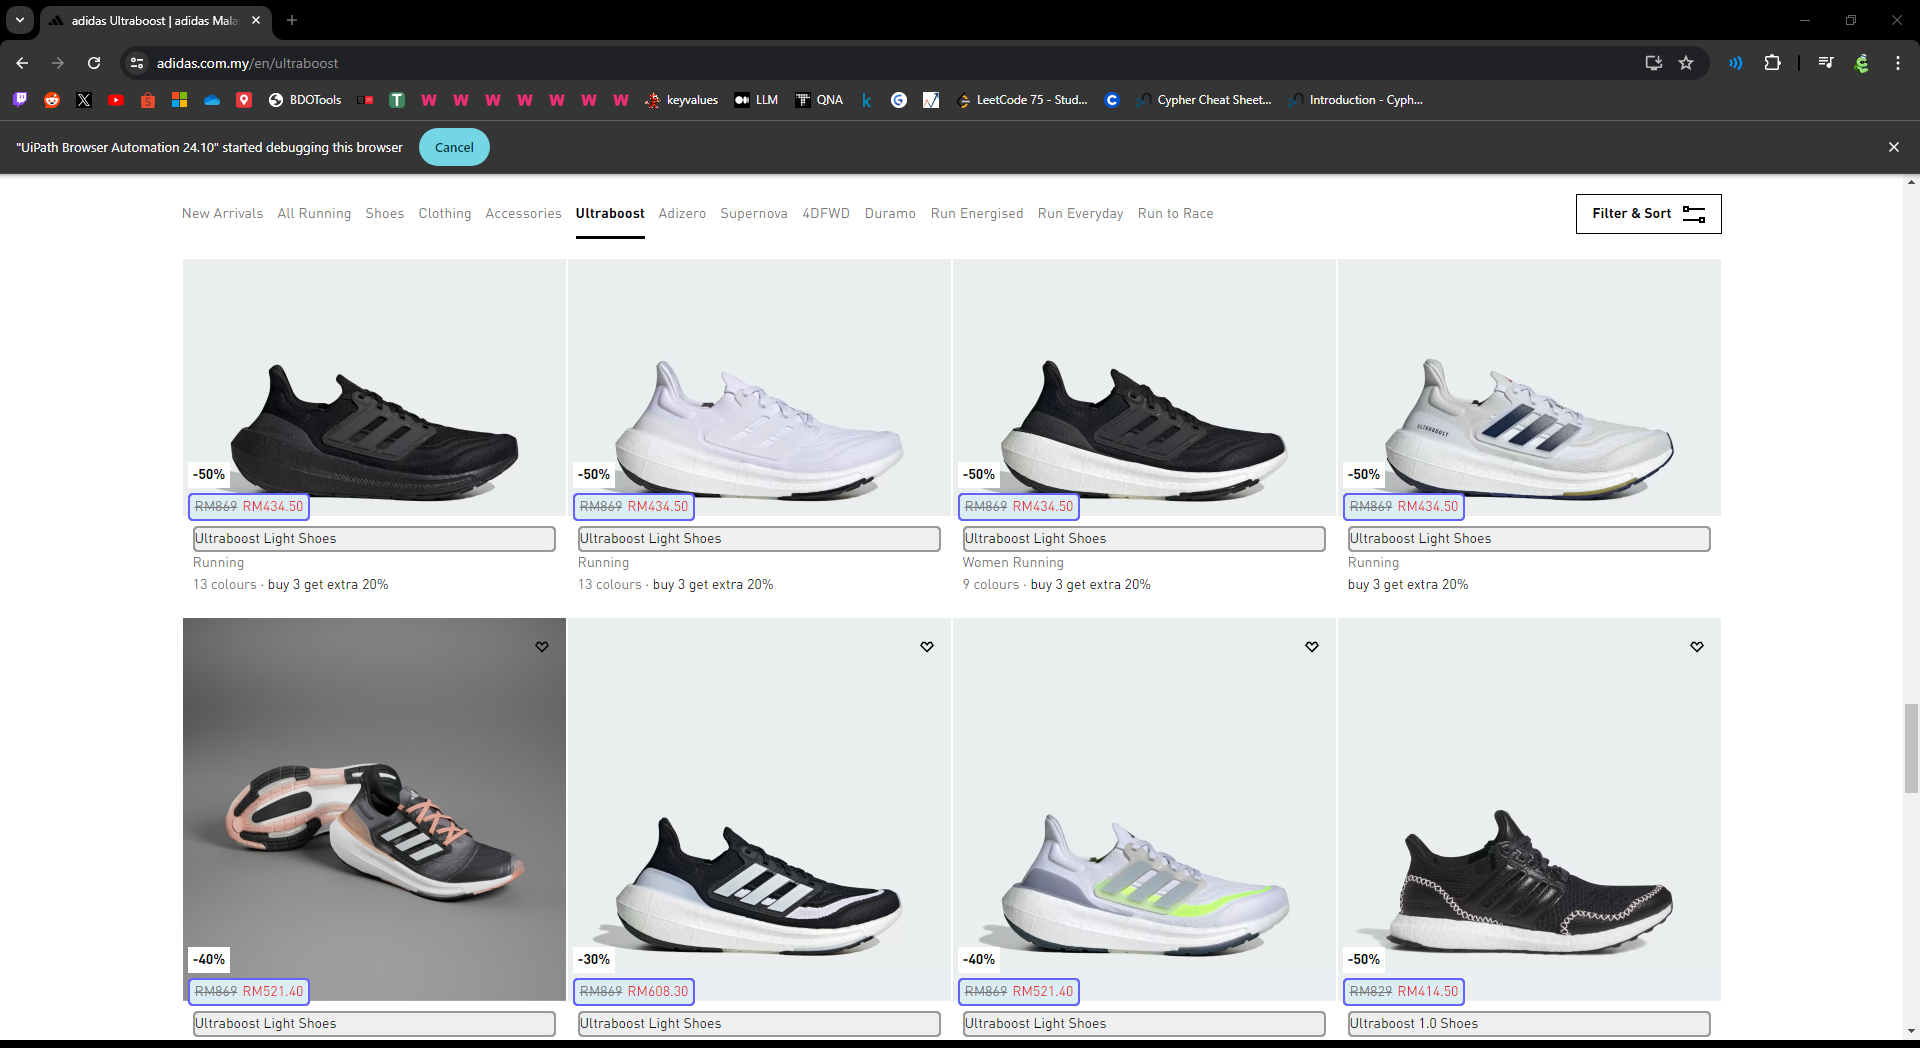 adidas Ultraboost | adidas Mala
adidas.com.my/en/ultraboost
BDOTools
keyvalues
LLM
QNA
LeetCode 75 - Stud...
Cypher Cheat Sheet...
Introduction - Cyph...
"UiPath Browser Automation 24.10" started debugging this browser
Cancel
New Arrivals All Running Shoes Clothing Accessories Ultraboost Adizero Supernova 4DFWD Duramo Run Energised Run Everyday Run to Race
Filter & Sort
-50% -50% -50% -50%
RM869 RM434.50 RM869 RM434.50 RM869 RM434.50 RM869 RM434.50
Ultraboost Light Shoes Ultraboost Light Shoes Ultraboost Light Shoes Ultraboost Light Shoes
Running Running Women Running Running
13 colours · buy 3 get extra 20% 13 colours · buy 3 get extra 20% 9 colours · buy 3 get extra 20% buy 3 get extra 20%
-40% -30% -40% -50%
RM869 RM521.40 RM869 RM608.30 RM869 RM521.40 RM829 RM414.50
Ultraboost Light Shoes Ultraboost Light Shoes Ultraboost Light Shoes Ultraboost 1.0 Shoes